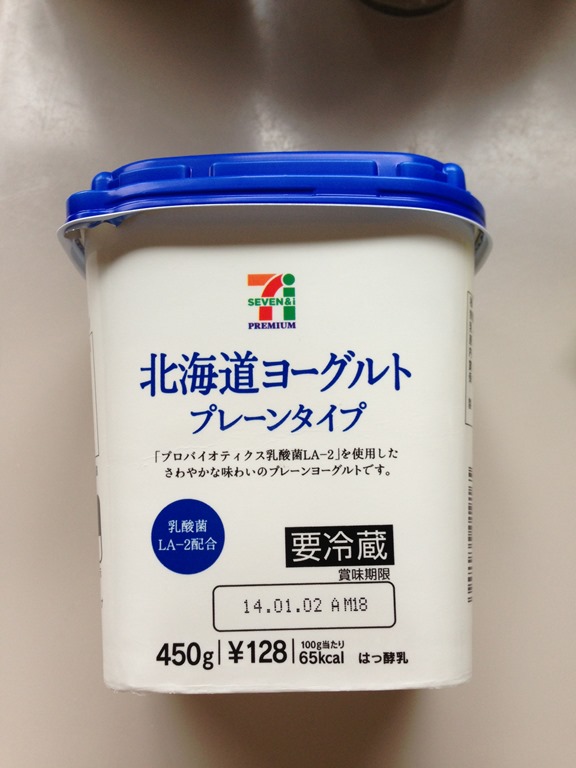 7i
SEVEN&i
PREMIUM
北海道ヨーグルト
プレーンタイプ
「プロバイオティクス乳酸菌LA-2」を使用した
さわやかな味わいのプレーンヨーグルトです。
乳酸菌
LA-2配合
要冷蔵
賞味期限
14.01.02 AM18
450g ¥128 100g当たり 65kcal はっ酵乳